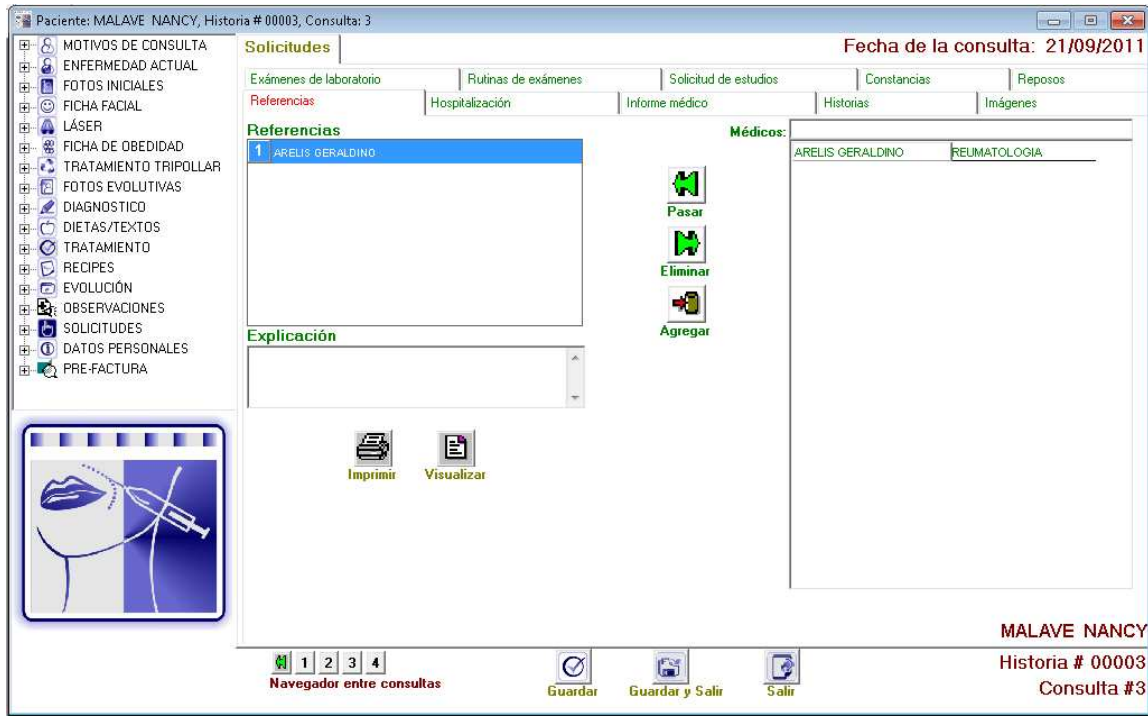 Paciente: MALAVE NANCY, Historia # 00003, Consulta: 3
MOTIVOS DE CONSULTA
ENFERMEDAD ACTUAL
FOTOS INICIALES
FICHA FACIAL
LÁSER
FICHA DE OBEDIDAD
TRATAMIENTO TRIPOLLAR
FOTOS EVOLUTIVAS
DIAGNOSTICO
DIETAS/TEXTOS
TRATAMIENTO
RECIPES
EVOLUCIÓN
OBSERVACIONES
SOLICITUDES
DATOS PERSONALES
PRE-FACTURA
Solicitudes
Fecha de la consulta: 21/09/2011
Exámenes de laboratorio Rutinas de exámenes Solicitud de estudios Constancias Reposos
Referencias Hospitalización Informe médico Historias Imágenes
Referencias
1 ARELIS GERALDINO
Explicación
Imprimir Visualizar
Pasar
Eliminar
Agregar
Médicos:
ARELIS GERALDINO REUMATOLOGIA
MALAVE NANCY
Historia # 00003
Consulta #3
1 2 3 4
Navegador entre consultas
Guardar Guardar y Salir Salir